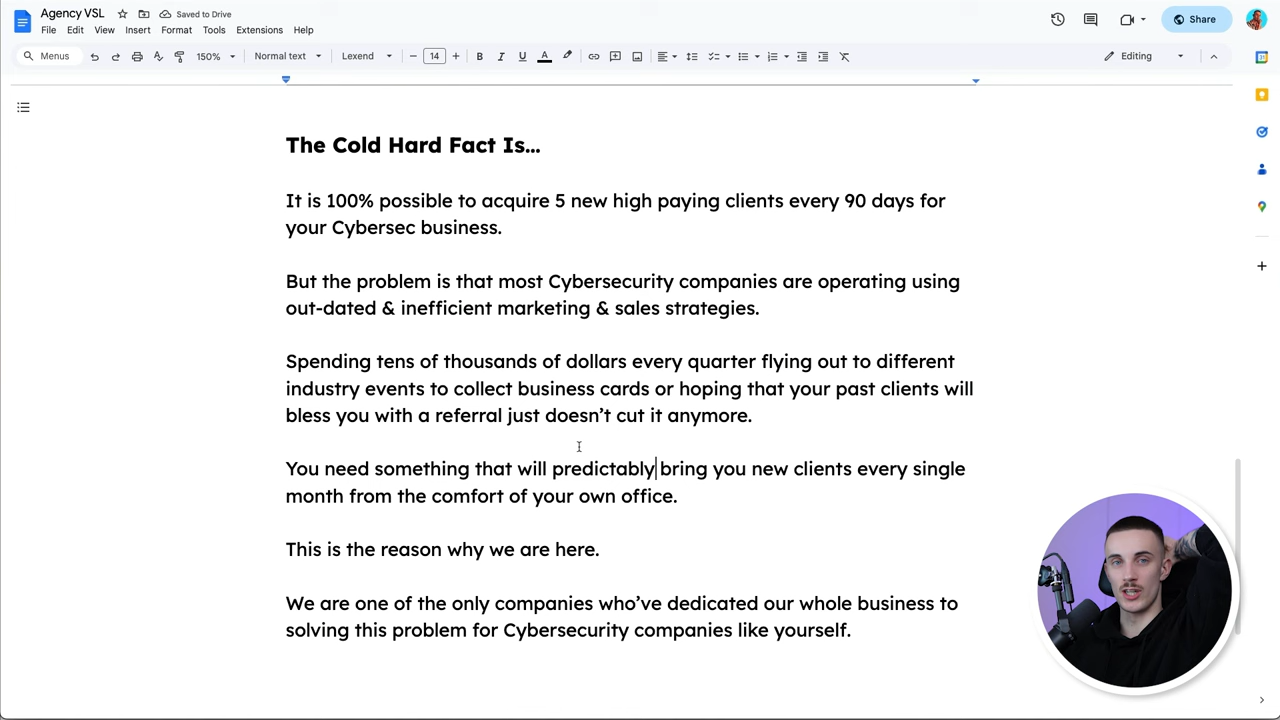 Agency VSL
Saved to Drive
File Edit View Insert Format Tools Extensions Help
Share
Menus
150%
Normal text
Lexend
14
B I U A
Editing
The Cold Hard Fact Is...
It is 100% possible to acquire 5 new high paying clients every 90 days for
your Cybersec business.
But the problem is that most Cybersecurity companies are operating using
out-dated & inefficient marketing & sales strategies.
Spending tens of thousands of dollars every quarter flying out to different
industry events to collect business cards or hoping that your past clients will
bless you with a referral just doesn’t cut it anymore.
You need something that will predictably bring you new clients every single
month from the comfort of your own office.
This is the reason why we are here.
We are one of the only companies who’ve dedicated our whole business to
solving this problem for Cybersecurity companies like yourself.